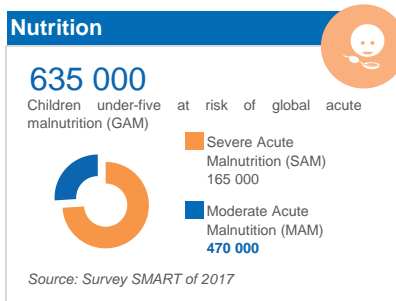 Nutrition
635 000
Children under-five at risk of global acute
malnutrition (GAM)
Severe Acute
Malnutrition (SAM)
165 000
Moderate Acute
Malnutition (MAM)
470 000
Source: Survey SMART of 2017